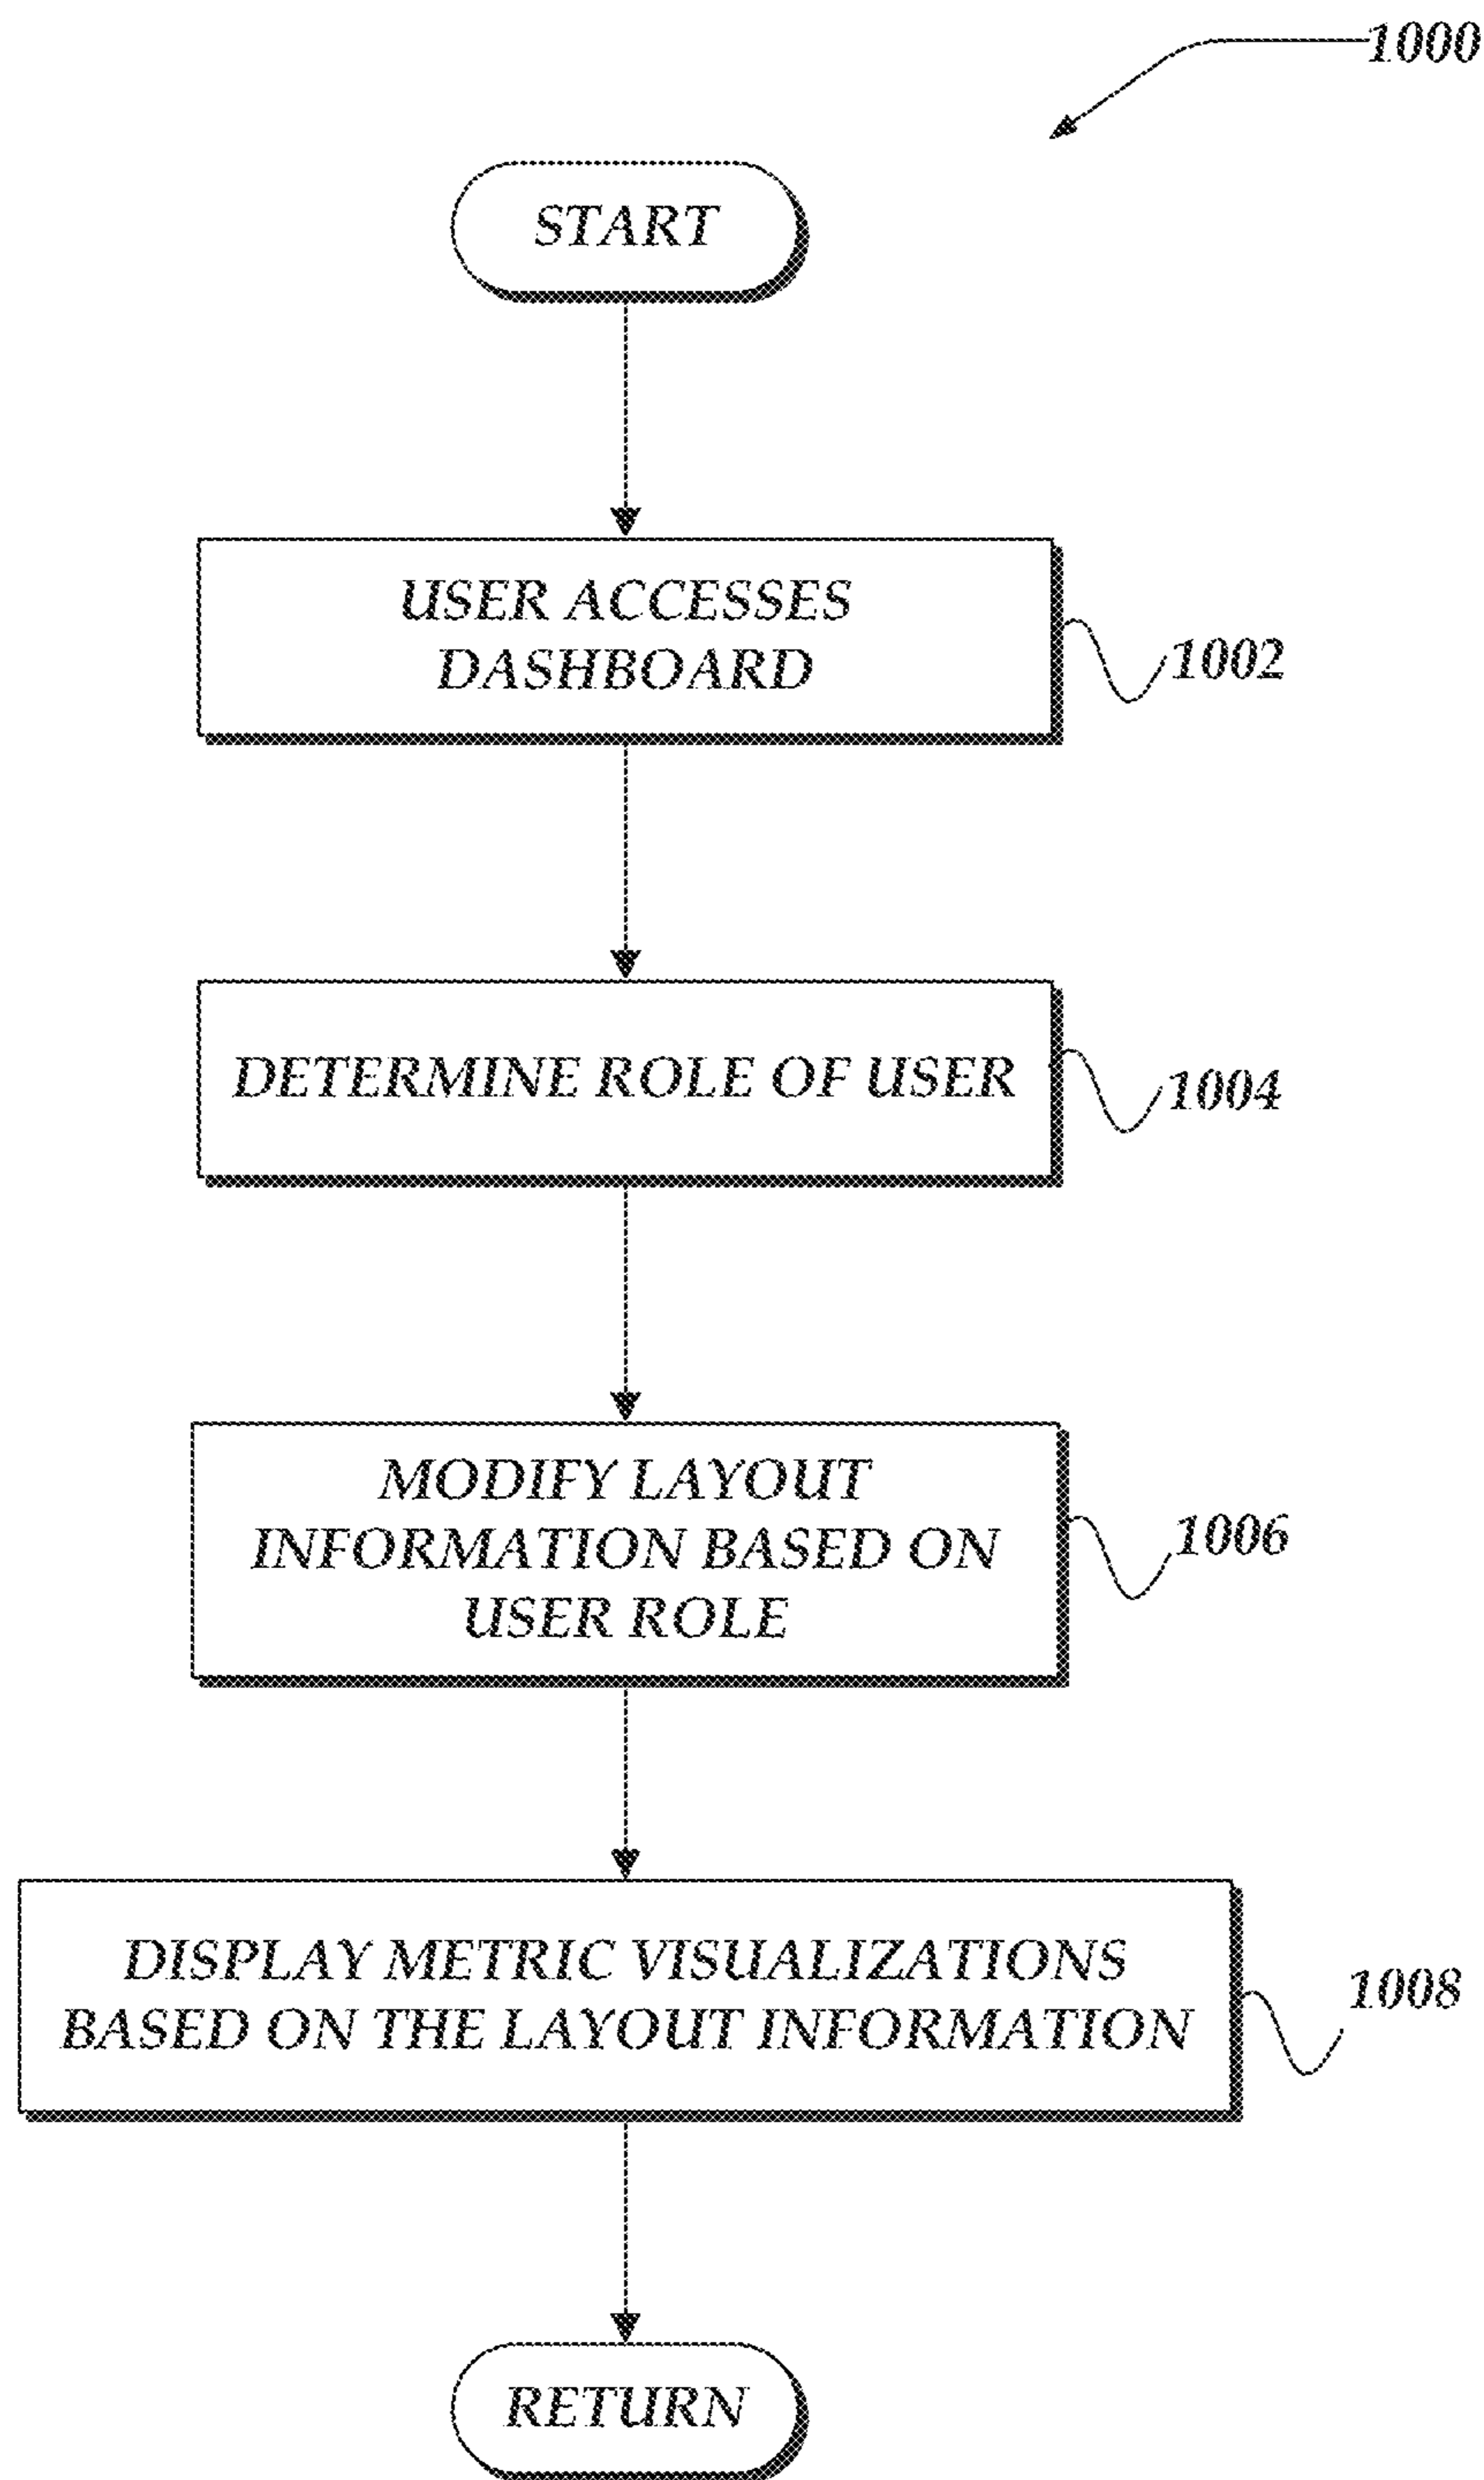 1000
START
USER ACCESSES
DASHBOARD
1002
DETERMINE ROLE OF USER
1004
MODIFY LAYOUT
INFORMATION BASED ON
USER ROLE
1006
DISPLAY METRIC VISUALIZATIONS
BASED ON THE LAYOUT INFORMATION
1008
RETURN